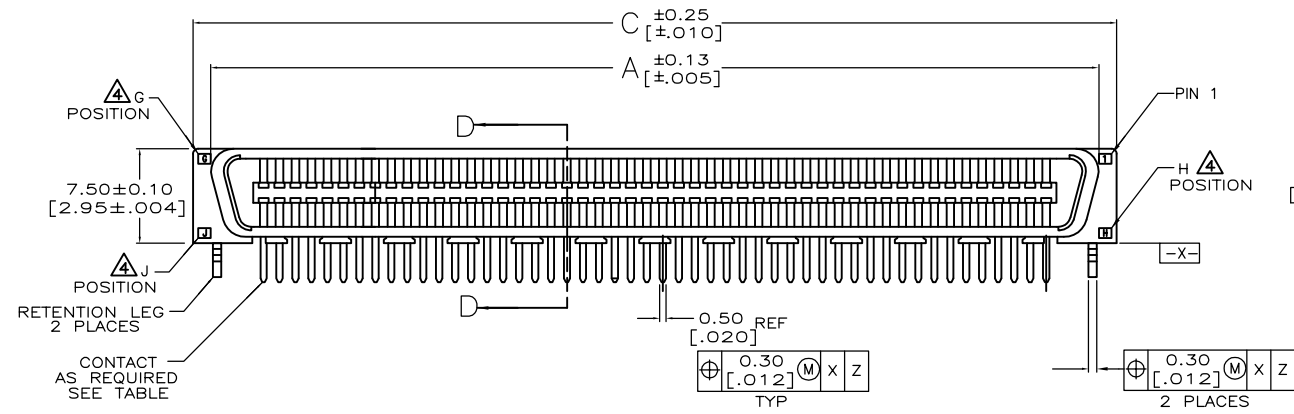 C ±0.25
[±.010]
A ±0.13
[±.005]
4 G
POSITION
PIN 1
G
1
7.50±0.10
[2.95±.004]
H 4
POSITION
[
J
H
4 J
POSITION
-X-
RETENTION LEG
2 PLACES
D
D
0.50 REF
[.020]
CONTACT
AS REQUIRED
SEE TABLE
⌖ 0.30 [.012] Ⓜ X Z
TYP
⌖ 0.30 [.012] Ⓜ X Z
2 PLACES